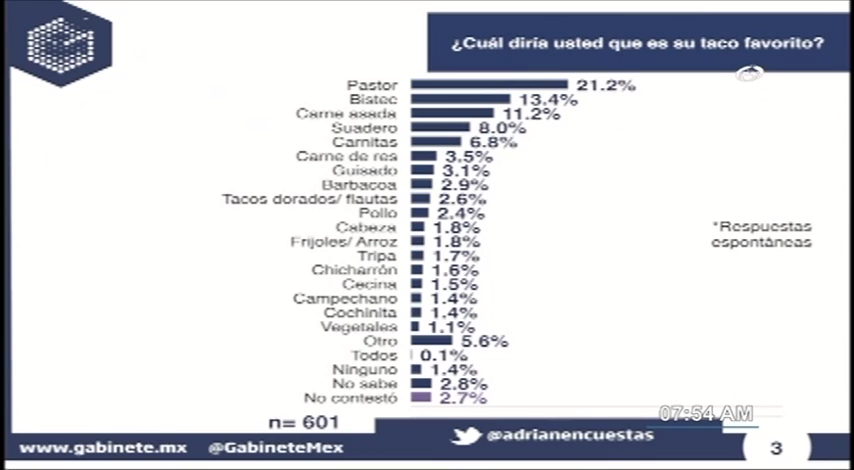 ¿Cuál diría usted que es su taco favorito?
Pastor 21.2%
Bistec 13.4%
Carne asada 11.2%
Suadero 8.0%
Carnitas 6.8%
Carne de res 3.5%
Guisado 3.1%
Barbacoa 2.9%
Tacos dorados/ flautas 2.6%
Pollo 2.4%
Cabeza 1.8%
Frijoles/ Arroz 1.8%
Tripa 1.7%
Chicharrón 1.6%
Cecina 1.5%
Campechano 1.4%
Cochinita 1.4%
Vegetales 1.1%
Otro 5.6%
Todos 0.1%
Ninguno 1.4%
No sabe 2.8%
No contestó 2.7%
*Respuestas
espontáneas
n= 601
07:54 AM
www.gabinete.mx @GabineteMex @adrianencuestas 3